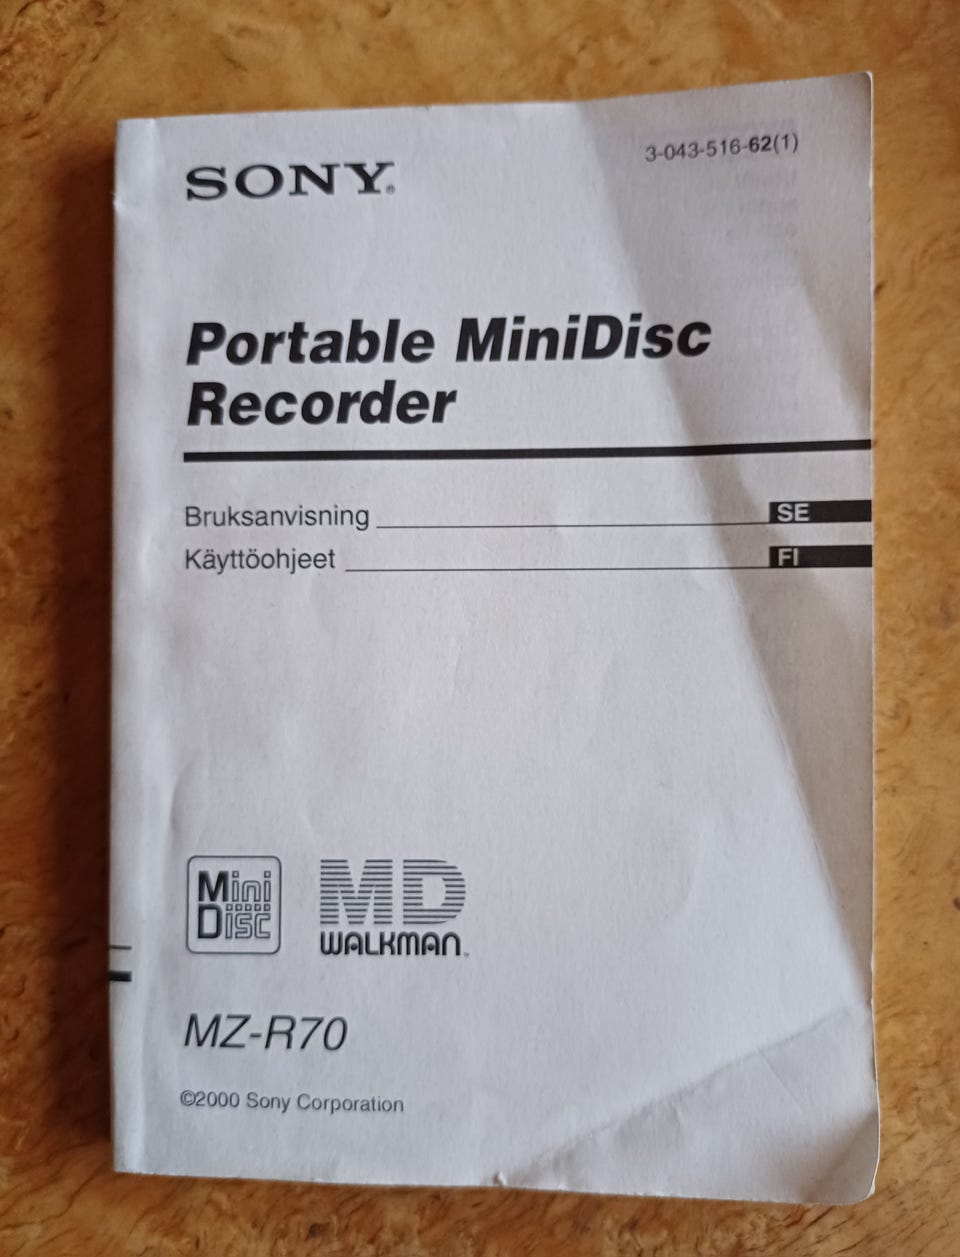 SONY®
3-043-516-62(1)
Portable MiniDisc
Recorder
Bruksanvisning SE
Käyttöohjeet FI
Mini
Disc
MD
WALKMAN™
MZ-R70
©2000 Sony Corporation